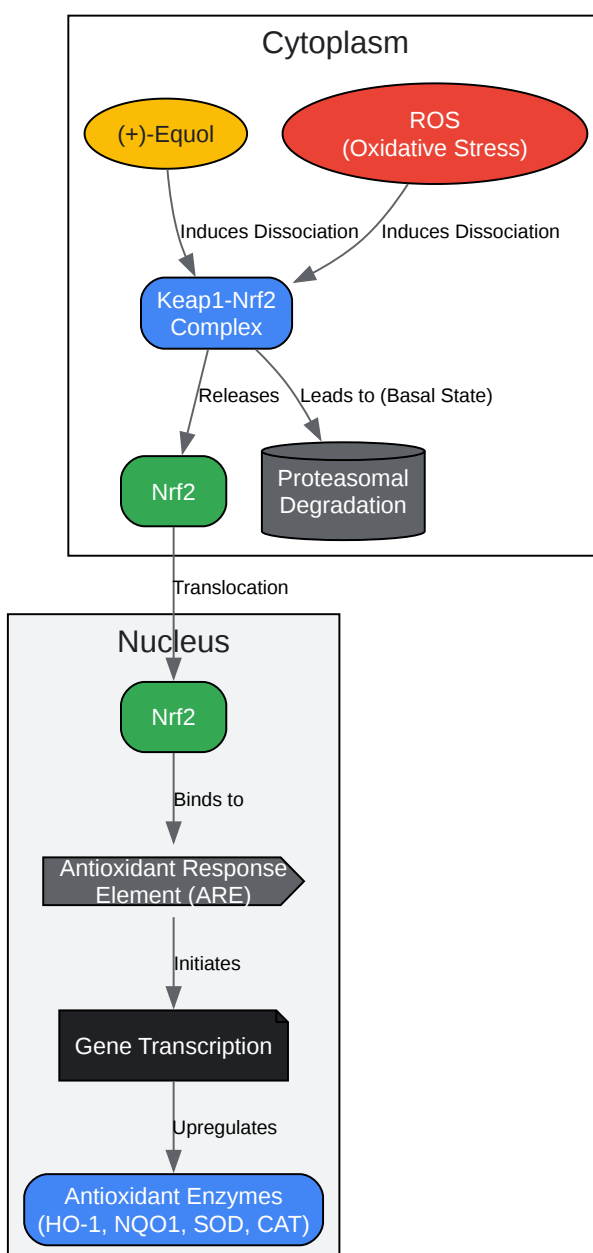 Cytoplasm
(+)-Equol
ROS
(Oxidative Stress)
Induces Dissociation
Induces Dissociation
Keap1-Nrf2
Complex
Releases
Leads to (Basal State)
Nrf2
Proteasomal
Degradation
Translocation
Nucleus
Nrf2
Binds to
Antioxidant Response
Element (ARE)
Initiates
Gene Transcription
Upregulates
Antioxidant Enzymes
(HO-1, NQO1, SOD, CAT)